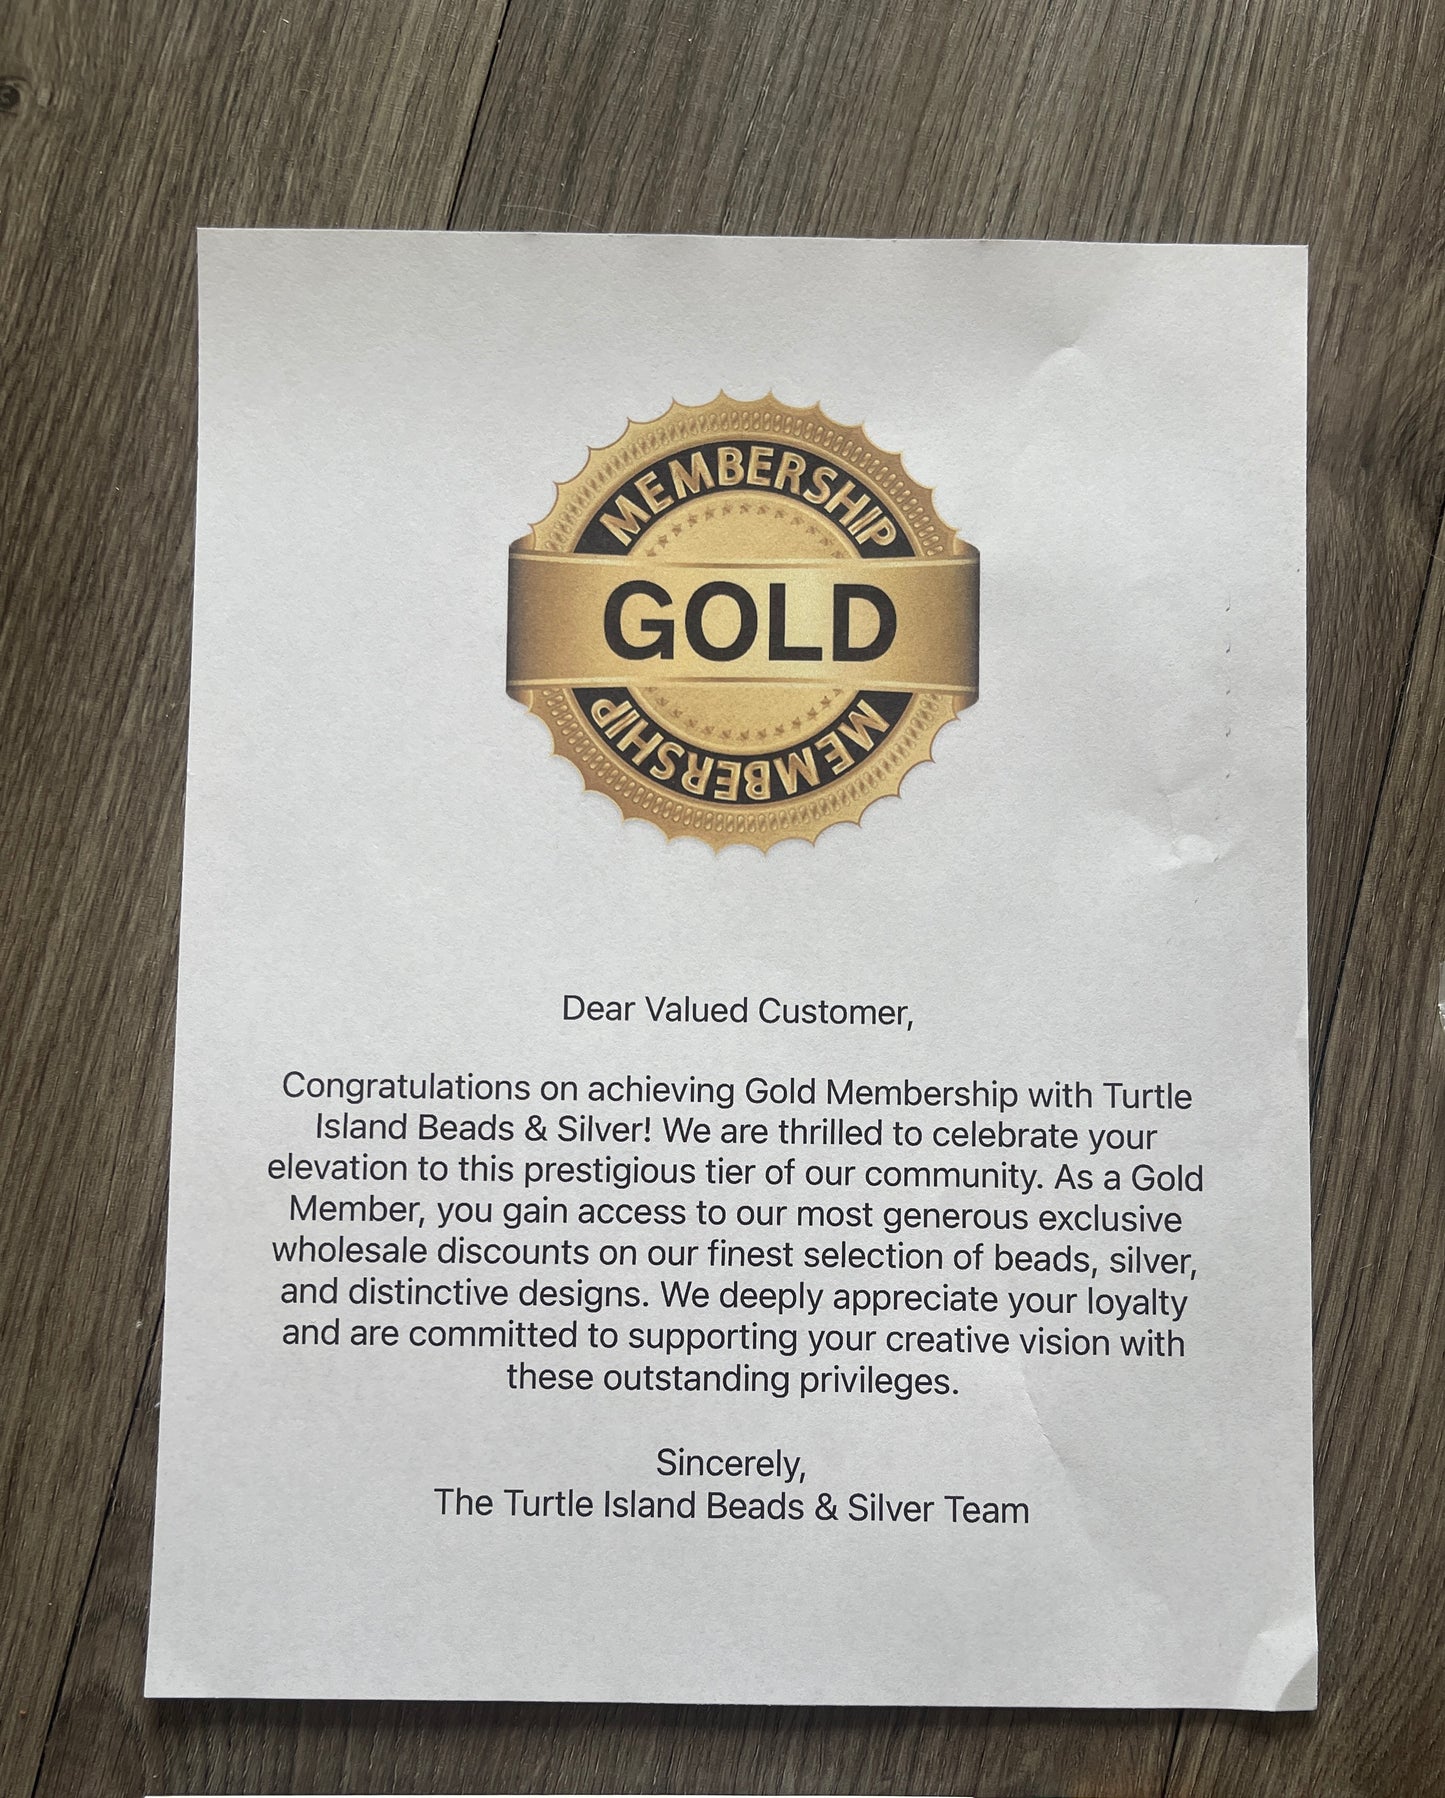 MEMBERSHIP
GOLD
MEMBERSHIP
Dear Valued Customer,
Congratulations on achieving Gold Membership with Turtle
Island Beads & Silver! We are thrilled to celebrate your
elevation to this prestigious tier of our community. As a Gold
Member, you gain access to our most generous exclusive
wholesale discounts on our finest selection of beads, silver,
and distinctive designs. We deeply appreciate your loyalty
and are committed to supporting your creative vision with
these outstanding privileges.
Sincerely,
The Turtle Island Beads & Silver Team